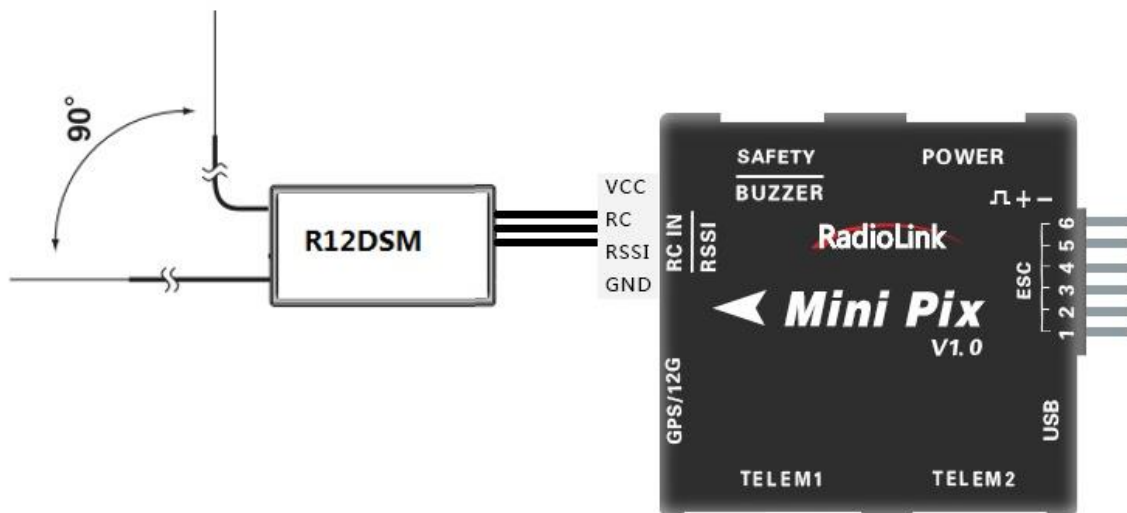 90°
R12DSM
VCC
RC
RSSI
GND
RC IN
RSSI
SAFETY
BUZZER
POWER
+ -
RadioLink
Mini Pix
V1.0
ESC
6
5
4
3
2
1
GPS/12G
USB
TELEM1
TELEM2